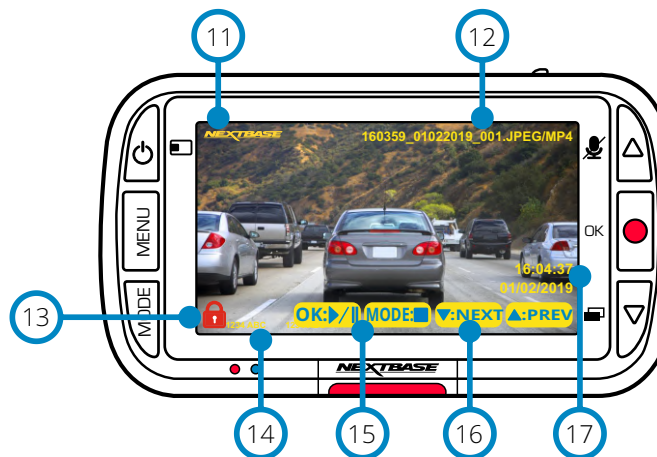 11
12
NEXTBASE
160359_01022019_001.JPEG/MP4
MENU
OK
16:04:37
01/02/2019
MODE
13
OK:▶/II
MODE:■
▼:NEXT
▲:PREV
NEXTBASE
14
15
16
17